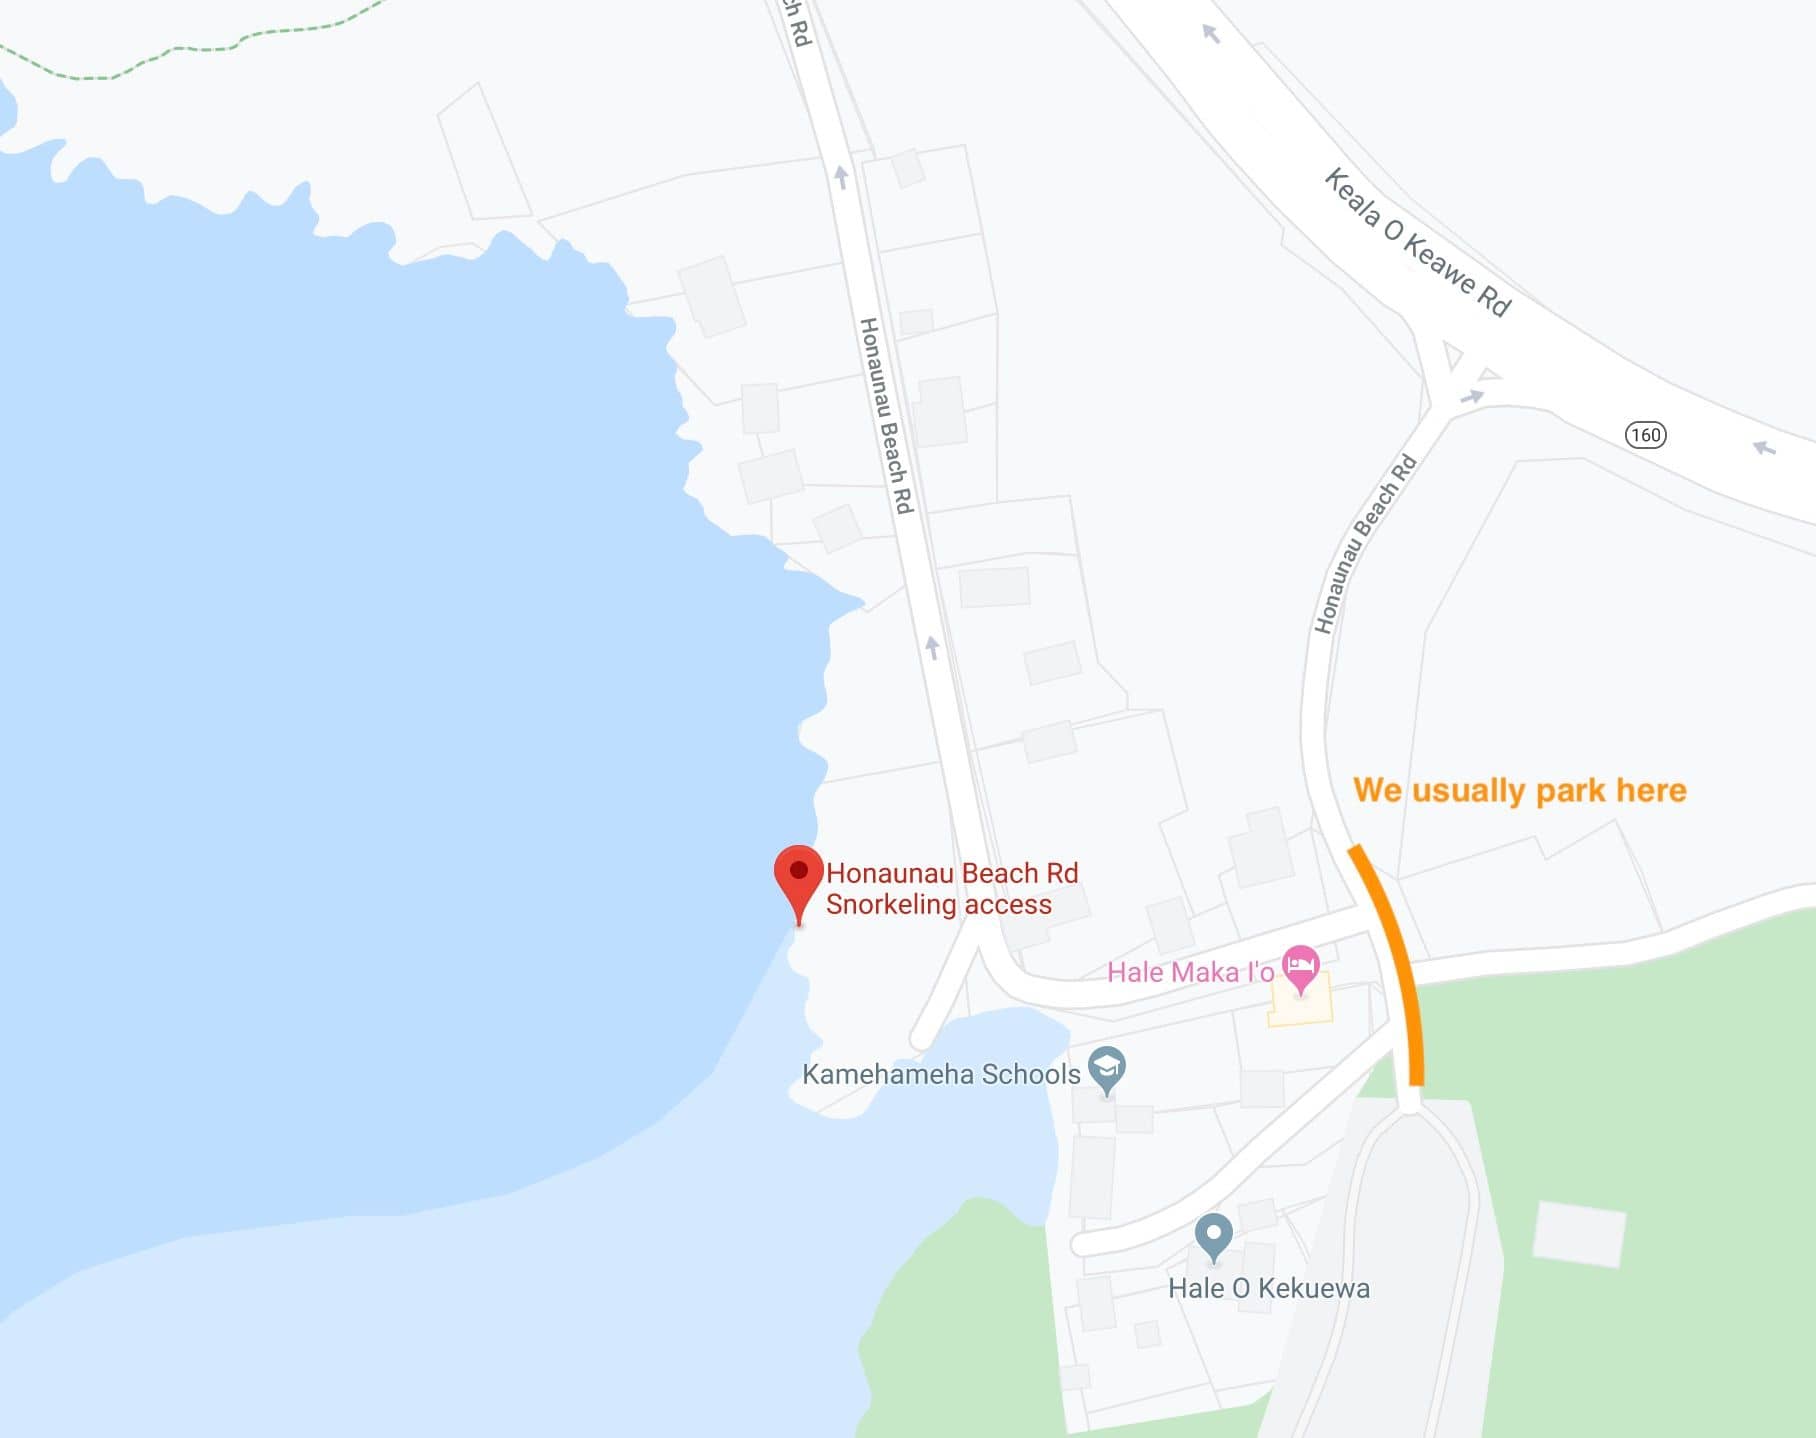 ch Rd
Keala O Keawe Rd
Honaunau Beach Rd
160
Honaunau Beach Rd
We usually park here
Honaunau Beach Rd
Snorkeling access
Hale Maka I'o
Kamehameha Schools
Hale O Kekuewa